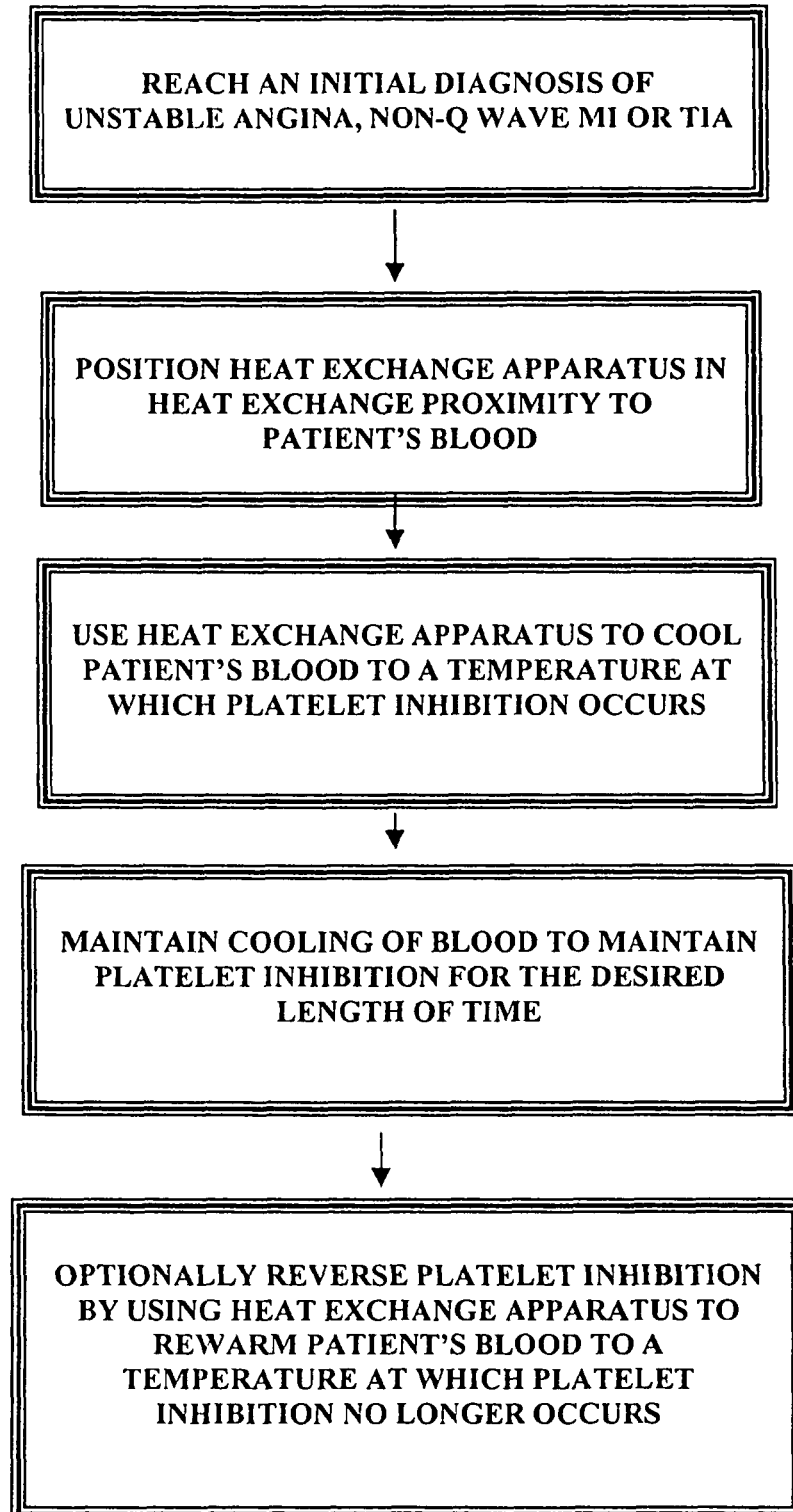 REACH AN INITIAL DIAGNOSIS OF
UNSTABLE ANGINA, NON-Q WAVE MI OR TIA
POSITION HEAT EXCHANGE APPARATUS IN
HEAT EXCHANGE PROXIMITY TO
PATIENT'S BLOOD
USE HEAT EXCHANGE APPARATUS TO COOL
PATIENT'S BLOOD TO A TEMPERATURE AT
WHICH PLATELET INHIBITION OCCURS
MAINTAIN COOLING OF BLOOD TO MAINTAIN
PLATELET INHIBITION FOR THE DESIRED
LENGTH OF TIME
OPTIONALLY REVERSE PLATELET INHIBITION
BY USING HEAT EXCHANGE APPARATUS TO
REWARM PATIENT'S BLOOD TO A
TEMPERATURE AT WHICH PLATELET
INHIBITION NO LONGER OCCURS